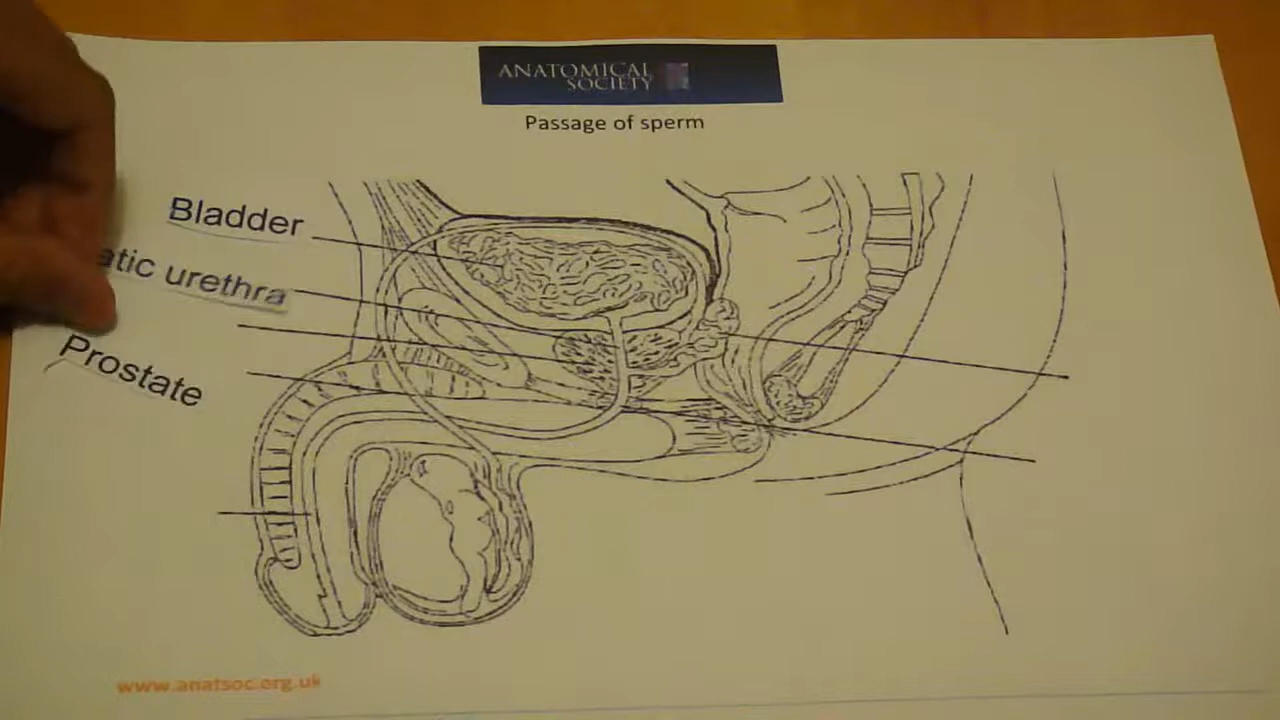 ANATOMICAL
SOCIETY
Passage of sperm
Bladder
atic urethra
Prostate
www.anatsoc.org.uk